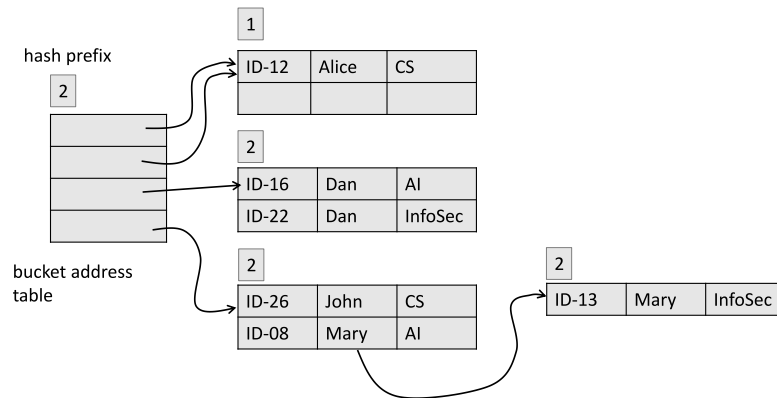 1
hash prefix
ID-12 Alice CS
2
2
ID-16 Dan AI
ID-22 Dan InfoSec
2
2
bucket address
table
ID-26 John CS
ID-13 Mary InfoSec
ID-08 Mary AI